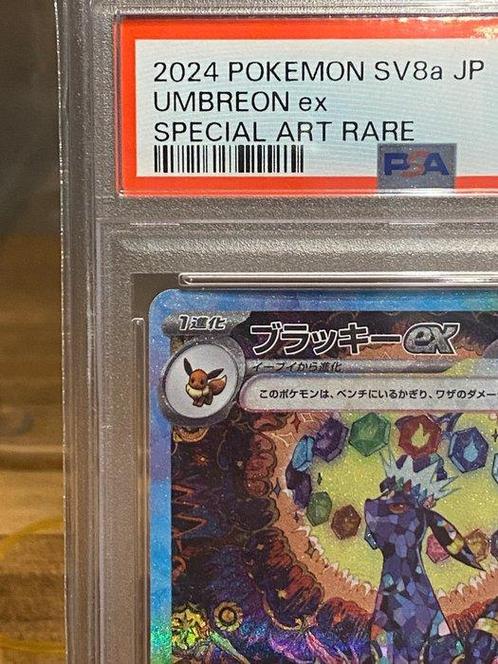 2024 POKEMON SV8a JP
UMBREON ex
SPECIAL ART RARE
PSA
1進化
ブラッキーex
イーブイから進化
このポケモンは、ベンチにいるかぎり、ワザのダメー